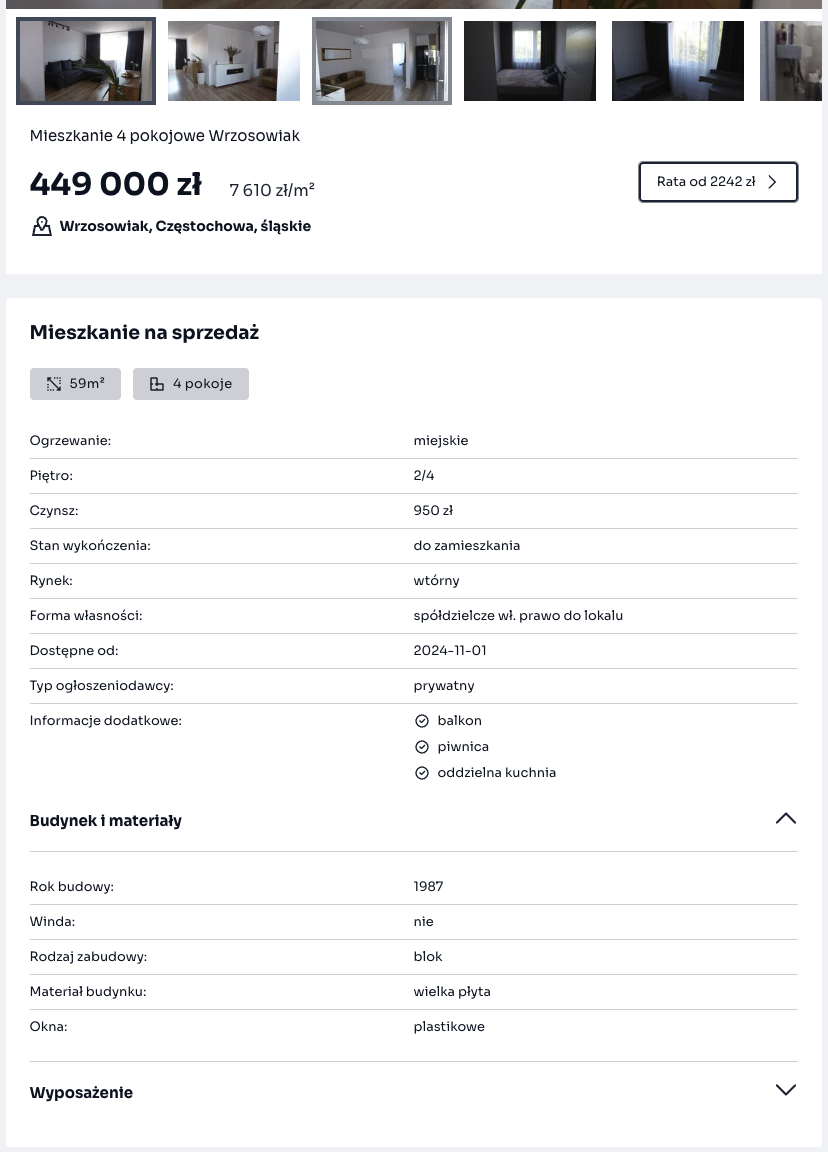 Mieszkanie 4 pokojowe Wrzosowiak
449 000 zł 7 610 zł/m²
Rata od 2242 zł
Wrzosowiak, Częstochowa, śląskie
Mieszkanie na sprzedaż
59m² 4 pokoje
Ogrzewanie: miejskie
Piętro: 2/4
Czynsz: 950 zł
Stan wykończenia: do zamieszkania
Rynek: wtórny
Forma własności: spółdzielcze wł. prawo do lokalu
Dostępne od: 2024-11-01
Typ ogłoszeniodawcy: prywatny
Informacje dodatkowe: balkon
piwnica
oddzielna kuchnia
Budynek i materiały
Rok budowy: 1987
Winda: nie
Rodzaj zabudowy: blok
Materiał budynku: wielka płyta
Okna: plastikowe
Wyposażenie